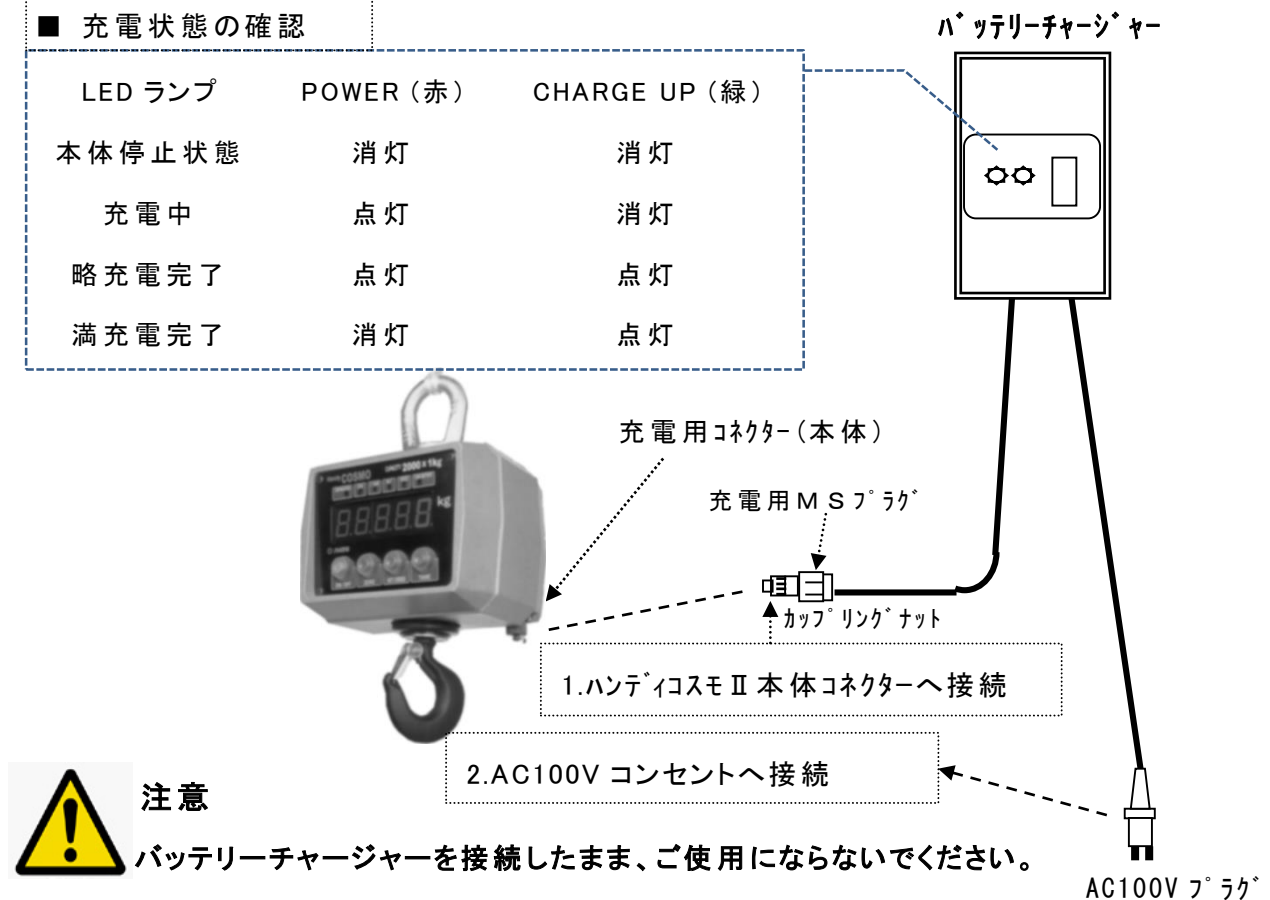 ■ 充電状態の確認
LED ランプ POWER（赤） CHARGE UP（緑）
本体停止状態 消灯 消灯
充電中 点灯 消灯
略充電完了 点灯 点灯
満充電完了 消灯 点灯
ﾊﾞｯﾃﾘｰﾁｬｰｼﾞｬｰ
充電用ｺﾈｸﾀｰ（本体）
充電用ＭＳﾌﾟﾗｸﾞ
COSMO
2000 x 1kg
kg
ｶｯﾌﾟﾘﾝｸﾞﾅｯﾄ
1.ﾊﾝﾃﾞｨｺｽﾓⅡ本体ｺﾈｸﾀｰへ接続
2.AC100V コンセントへ接続
注意
バッテリーチャージャーを接続したまま、ご使用にならないでください。
AC100V ﾌﾟﾗｸﾞ